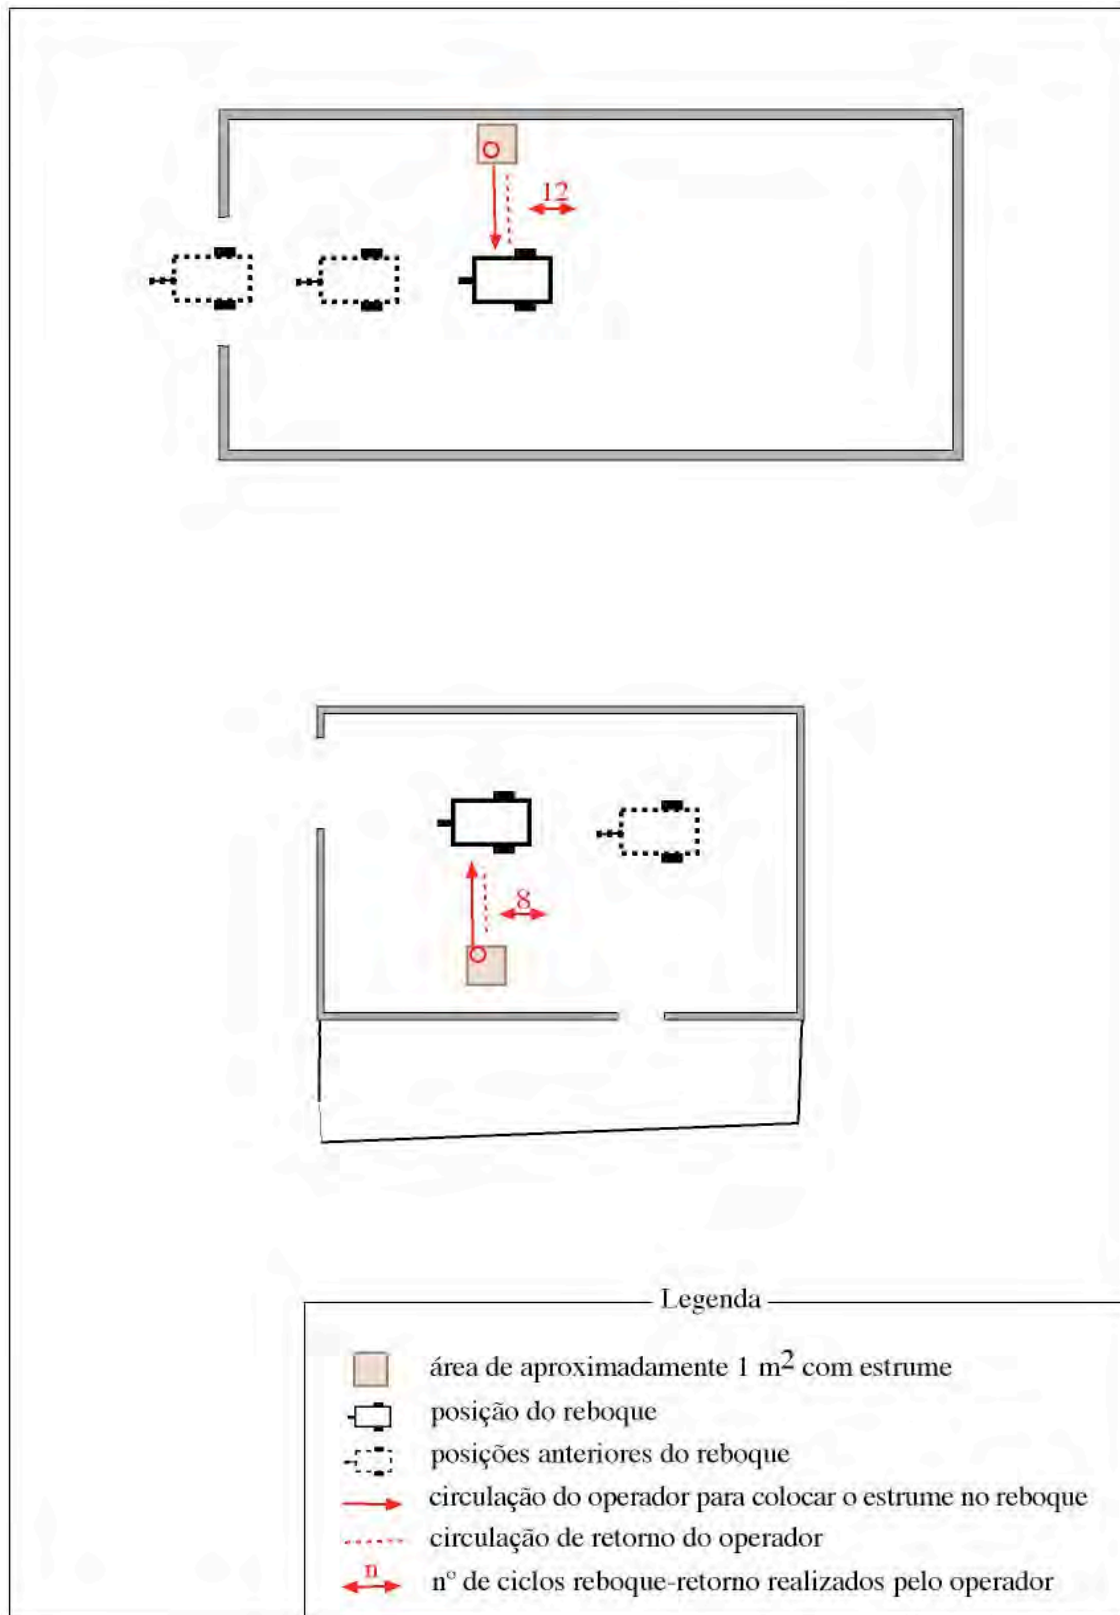 12
8
Legenda
área de aproximadamente 1 m² com estrume
posição do reboque
posições anteriores do reboque
circulação do operador para colocar o estrume no reboque
circulação de retorno do operador
n
nº de ciclos reboque-retorno realizados pelo operador